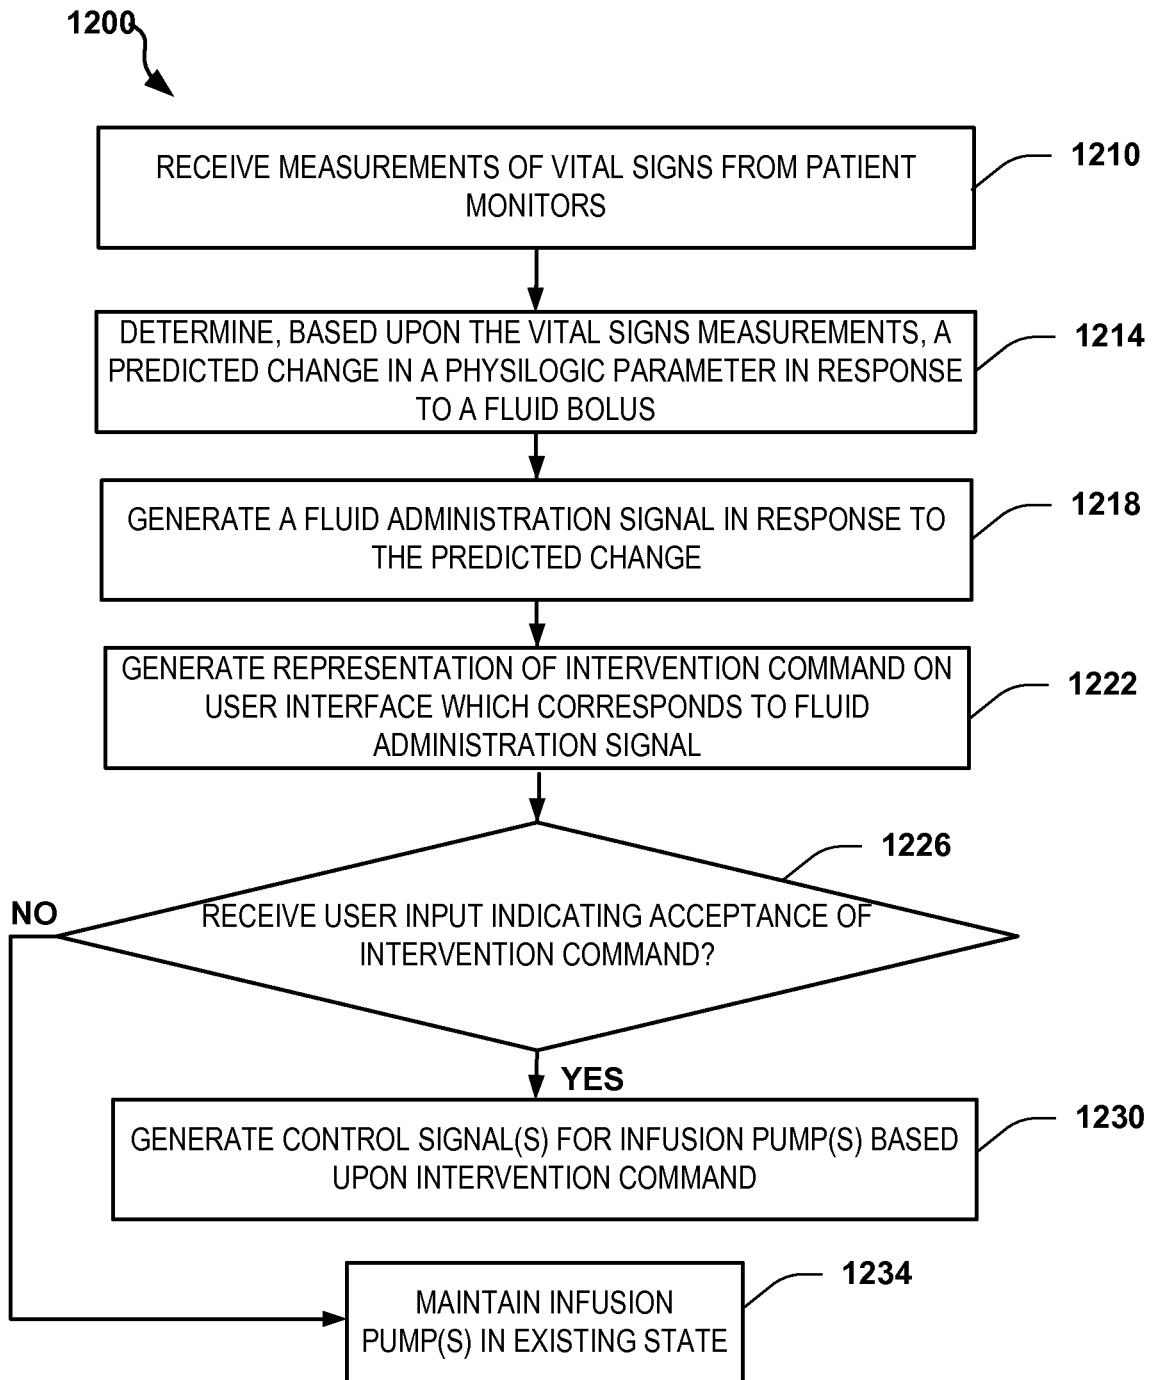 1200
RECEIVE MEASUREMENTS OF VITAL SIGNS FROM PATIENT
MONITORS
1210
DETERMINE, BASED UPON THE VITAL SIGNS MEASUREMENTS, A
PREDICTED CHANGE IN A PHYSILOGIC PARAMETER IN RESPONSE
TO A FLUID BOLUS
1214
GENERATE A FLUID ADMINISTRATION SIGNAL IN RESPONSE TO
THE PREDICTED CHANGE
1218
GENERATE REPRESENTATION OF INTERVENTION COMMAND ON
USER INTERFACE WHICH CORRESPONDS TO FLUID
ADMINISTRATION SIGNAL
1222
1226
NO
RECEIVE USER INPUT INDICATING ACCEPTANCE OF
INTERVENTION COMMAND?
YES
GENERATE CONTROL SIGNAL(S) FOR INFUSION PUMP(S) BASED
UPON INTERVENTION COMMAND
1230
MAINTAIN INFUSION
PUMP(S) IN EXISTING STATE
1234